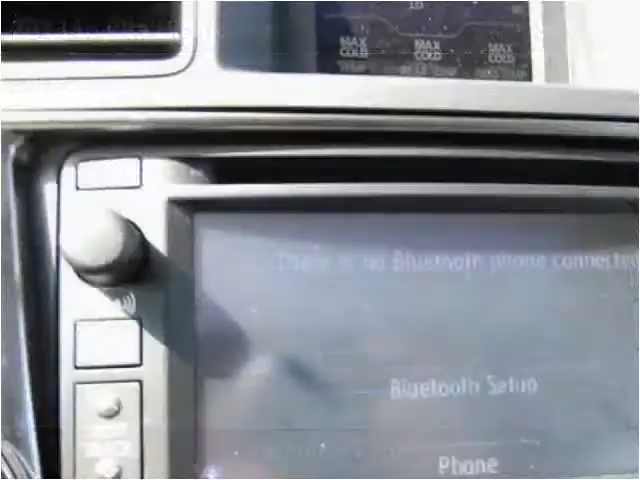 MAX MAX MAX
COLD COLD COLD
There is no Bluetooth phone connected
Bluetooth Setup
Phone